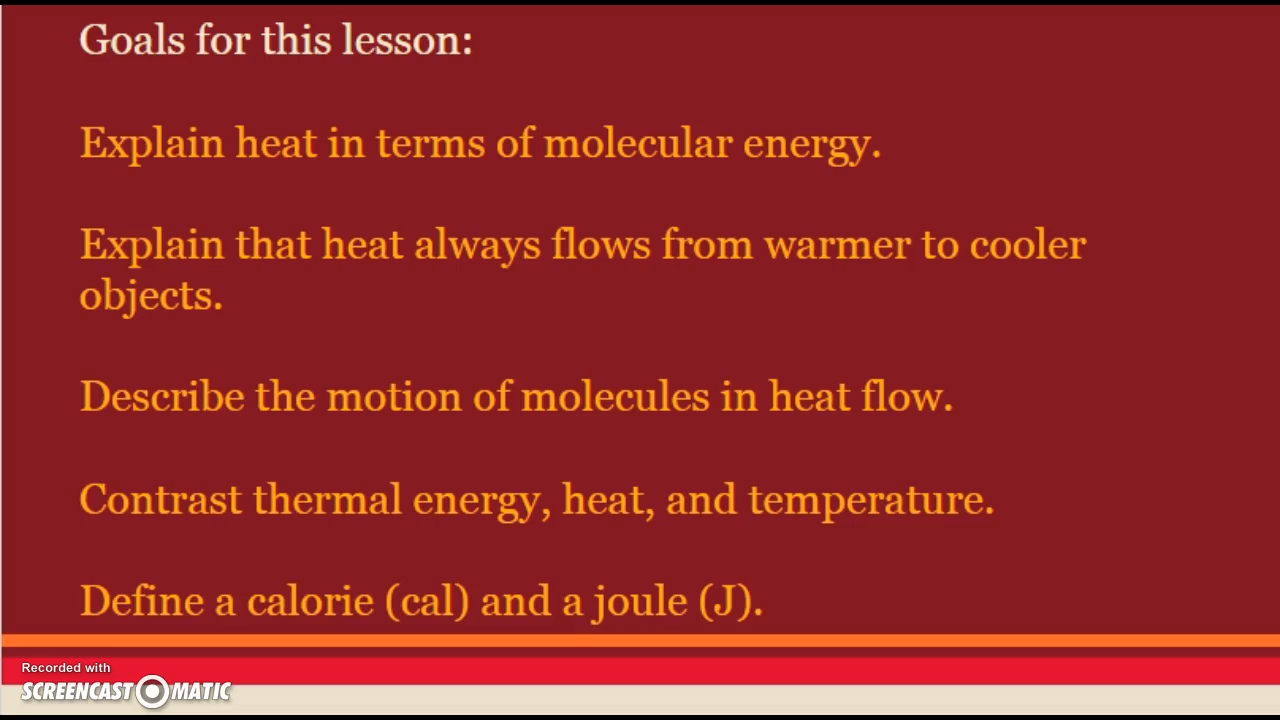 Goals for this lesson:
Explain heat in terms of molecular energy.
Explain that heat always flows from warmer to cooler
objects.
Describe the motion of molecules in heat flow.
Contrast thermal energy, heat, and temperature.
Define a calorie (cal) and a joule (J).
Recorded with
SCREENCAST MATIC